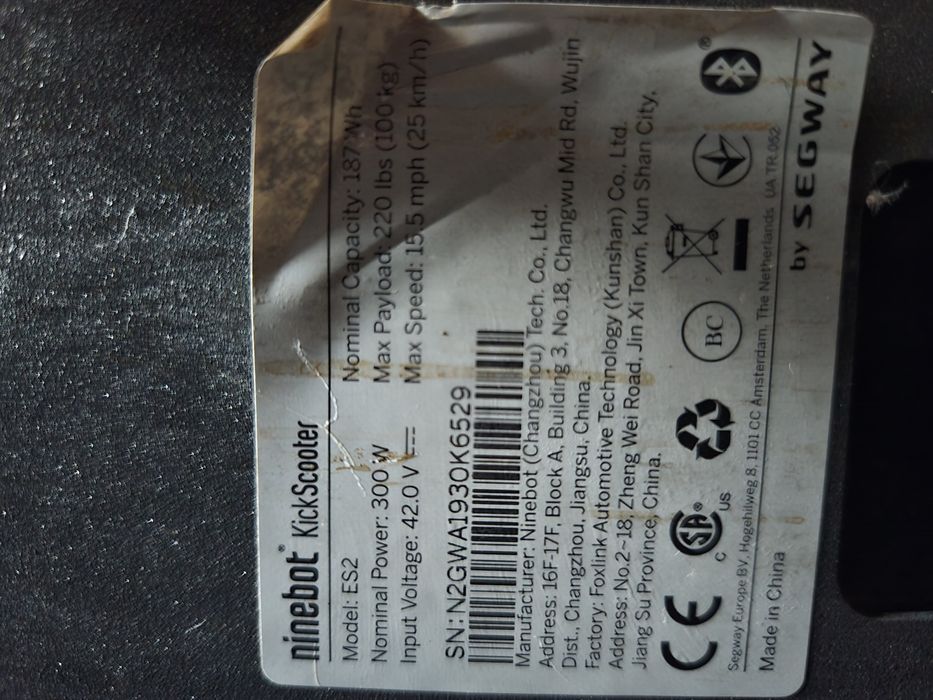 ninebot® KickScooter
Model: ES2 Nominal Capacity: 187 Wh
Nominal Power: 300 W Max Payload: 220 lbs (100 kg)
Input Voltage: 42.0 V Max Speed: 15.5 mph (25 km/h)
SN: N2GWA1930K6529
Manufacturer: Ninebot (Changzhou) Tech. Co., Ltd.
Address: 16F-17F, Block A, Building 3, No.18, Changwu Mid Rd, Wujin
Dist., Changzhou, Jiangsu, China.
Factory: Foxlink Automotive Technology (Kunshan) Co., Ltd.
Address: No.2~18, Zheng Wei Road, Jin Xi Town, Kun Shan City,
Jiang Su Province, China.
CE C SA® US BC ®
Segway Europe BV, Hogehilweg 8, 1101 CC Amsterdam, The Netherlands UA.TR.052
Made in China by SEGWAY